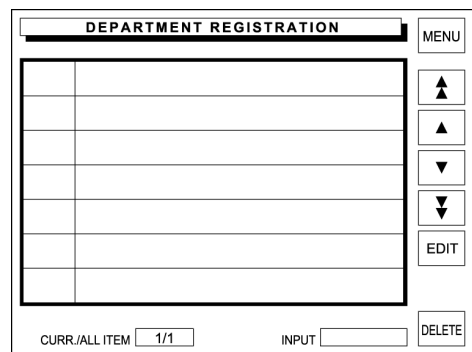 DEPARTMENT REGISTRATION
MENU
EDIT
DELETE
CURR./ALL ITEM 1/1 INPUT